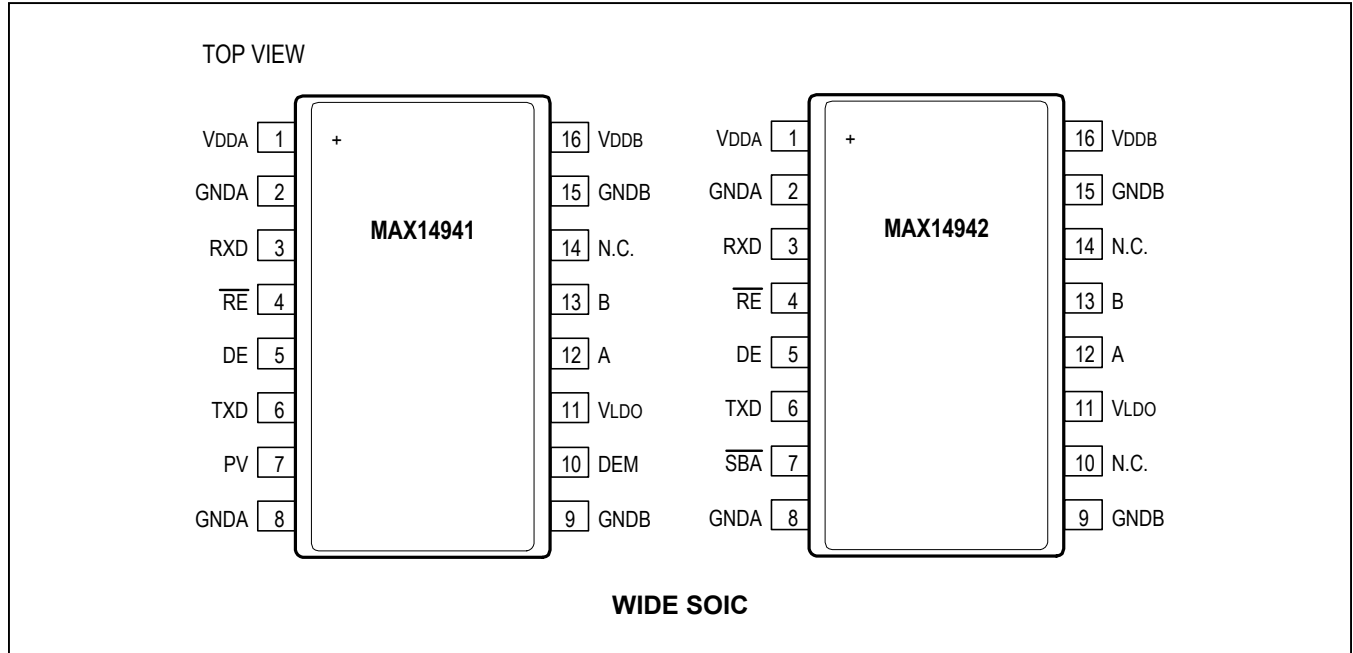 TOP VIEW
VDDA 1 + 16 VDDB
GNDA 2 15 GNDB
MAX14941
RXD 3 14 N.C.
RE 4 13 B
DE 5 12 A
TXD 6 11 VLDO
PV 7 10 DEM
GNDA 8 9 GNDB
VDDA 1 + 16 VDDB
GNDA 2 15 GNDB
MAX14942
RXD 3 14 N.C.
RE 4 13 B
DE 5 12 A
TXD 6 11 VLDO
SBA 7 10 N.C.
GNDA 8 9 GNDB
WIDE SOIC